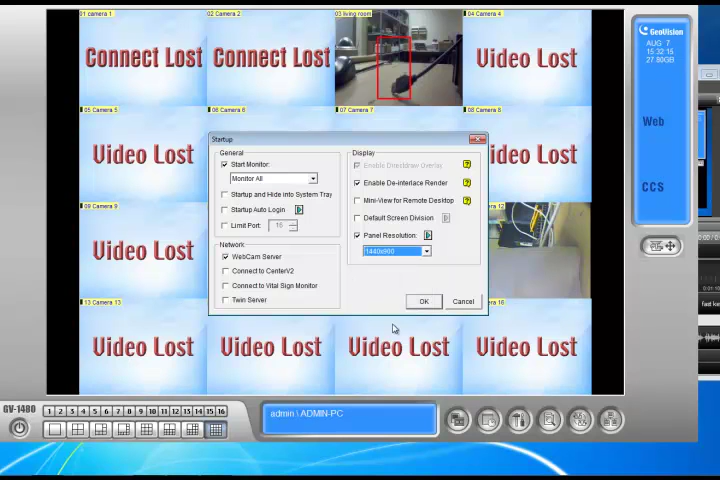 01 camera 1
02 Camera 2
03 living room
04 Camera 4
Connect Lost
Connect Lost
Video Lost
05 Camera 5
06 Camera 6
07 Camera 7
08 Camera 8
Video Lost
Video Lost
09 Camera 9
Video Lost
13 Camera 13
Video Lost
Video Lost
Video Lost
Video Lost
Startup
General
Start Monitor:
Monitor All
Startup and Hide into System Tray
Startup Auto Login
Limit Port:
16
Network
WebCam Server
Connect to CenterV2
Connect to Vital Sign Monitor
Twin Server
Display
Enable DirectDraw Overlay
Enable De-interlace Render
Mini-View for Remote Desktop
Default Screen Division
Panel Resolution:
1440x900
OK
Cancel
GeoVision
AUG 7
15:32:15
27.80GB
Web
CCS
GV-1480
1 2 3 4 5 6 7 8 9 10 11 12 13 14 15 16
admin \ ADMIN-PC
fast ke